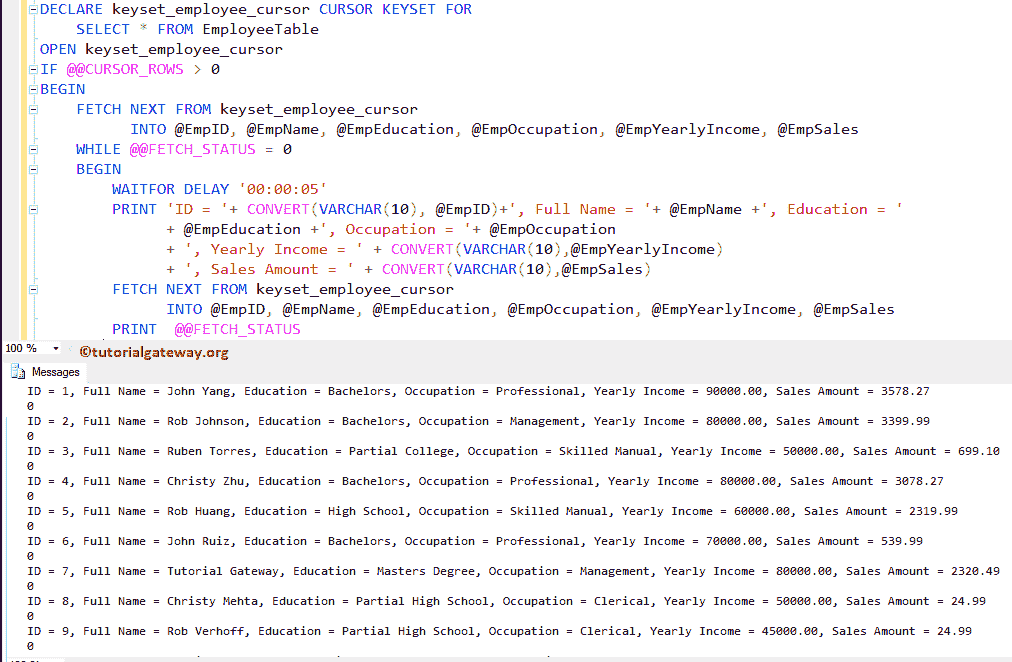 DECLARE keyset_employee_cursor CURSOR KEYSET FOR
SELECT * FROM EmployeeTable
OPEN keyset_employee_cursor
IF @@CURSOR_ROWS > 0
BEGIN
FETCH NEXT FROM keyset_employee_cursor
INTO @EmpID, @EmpName, @EmpEducation, @EmpOccupation, @EmpYearlyIncome, @EmpSales
WHILE @@FETCH_STATUS = 0
BEGIN
WAITFOR DELAY '00:00:05'
PRINT 'ID = '+ CONVERT(VARCHAR(10), @EmpID)+', Full Name = '+ @EmpName +', Education = '
+ @EmpEducation +', Occupation = '+ @EmpOccupation
+ ', Yearly Income = ' + CONVERT(VARCHAR(10),@EmpYearlyIncome)
+ ', Sales Amount = ' + CONVERT(VARCHAR(10),@EmpSales)
FETCH NEXT FROM keyset_employee_cursor
INTO @EmpID, @EmpName, @EmpEducation, @EmpOccupation, @EmpYearlyIncome, @EmpSales
PRINT @@FETCH_STATUS
100 % ©tutorialgateway.org
Messages
ID = 1, Full Name = John Yang, Education = Bachelors, Occupation = Professional, Yearly Income = 90000.00, Sales Amount = 3578.27
0
ID = 2, Full Name = Rob Johnson, Education = Bachelors, Occupation = Management, Yearly Income = 80000.00, Sales Amount = 3399.99
0
ID = 3, Full Name = Ruben Torres, Education = Partial College, Occupation = Skilled Manual, Yearly Income = 50000.00, Sales Amount = 699.10
0
ID = 4, Full Name = Christy Zhu, Education = Bachelors, Occupation = Professional, Yearly Income = 80000.00, Sales Amount = 3078.27
0
ID = 5, Full Name = Rob Huang, Education = High School, Occupation = Skilled Manual, Yearly Income = 60000.00, Sales Amount = 2319.99
0
ID = 6, Full Name = John Ruiz, Education = Bachelors, Occupation = Professional, Yearly Income = 70000.00, Sales Amount = 539.99
0
ID = 7, Full Name = Tutorial Gateway, Education = Masters Degree, Occupation = Management, Yearly Income = 80000.00, Sales Amount = 2320.49
0
ID = 8, Full Name = Christy Mehta, Education = Partial High School, Occupation = Clerical, Yearly Income = 50000.00, Sales Amount = 24.99
0
ID = 9, Full Name = Rob Verhoff, Education = Partial High School, Occupation = Clerical, Yearly Income = 45000.00, Sales Amount = 24.99
0